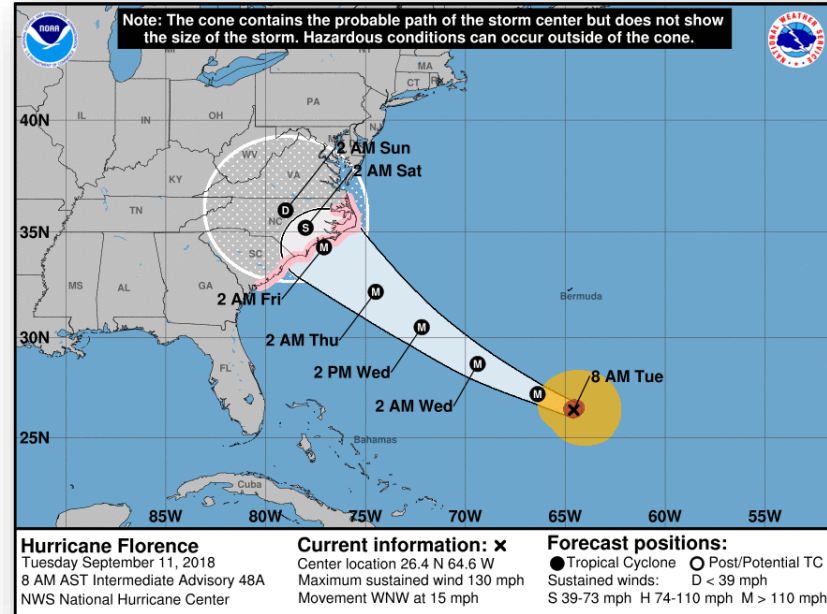 Note: The cone contains the probable path of the storm center but does not show
the size of the storm. Hazardous conditions can occur outside of the cone.
NOAA
NATIONAL WEATHER SERVICE
MA
CT
PA
NJ
40N
IL
IN
OH
WV
2 AM Sun
KY
VA
2 AM Sat
D
TN
NC
S
35N
M
SC
MS
AL
GA
2 AM Fri
M
Bermuda
2 AM Thu
M
30N
FL
2 PM Wed
M
8 AM Tue
M
2 AM Wed
25N
Bahamas
Cuba
85W
80W
75W
70W
65W
60W
55W
Hurricane Florence
Tuesday September 11, 2018
8 AM AST Intermediate Advisory 48A
NWS National Hurricane Center
Current information: x
Center location 26.4 N 64.6 W
Maximum sustained wind 130 mph
Movement WNW at 15 mph
Forecast positions:
Tropical Cyclone Post/Potential TC
Sustained winds: D < 39 mph
S 39-73 mph H 74-110 mph M > 110 mph